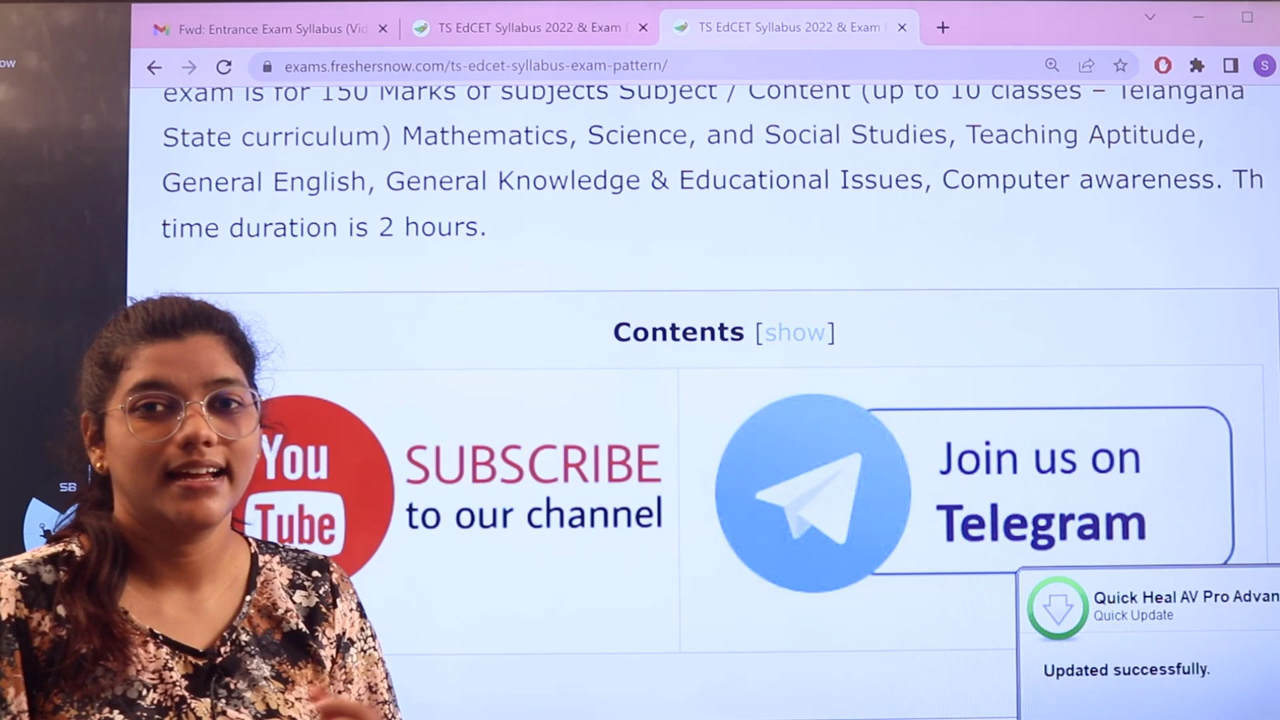 Fwd: Entrance Exam Syllabus (Vid
TS EdCET Syllabus 2022 & Exam
TS EdCET Syllabus 2022 & Exam
ow
exams.freshersnow.com/ts-edcet-syllabus-exam-pattern/
S
exam is for 150 Marks of subjects Subject / Content (up to 10 classes – Telangana
State curriculum) Mathematics, Science, and Social Studies, Teaching Aptitude,
General English, General Knowledge & Educational Issues, Computer awareness. Th
time duration is 2 hours.
Contents [show]
You
Tube
SUBSCRIBE
to our channel
Join us on
Telegram
SB
Quick Heal AV Pro Advan
Quick Update
Updated successfully.